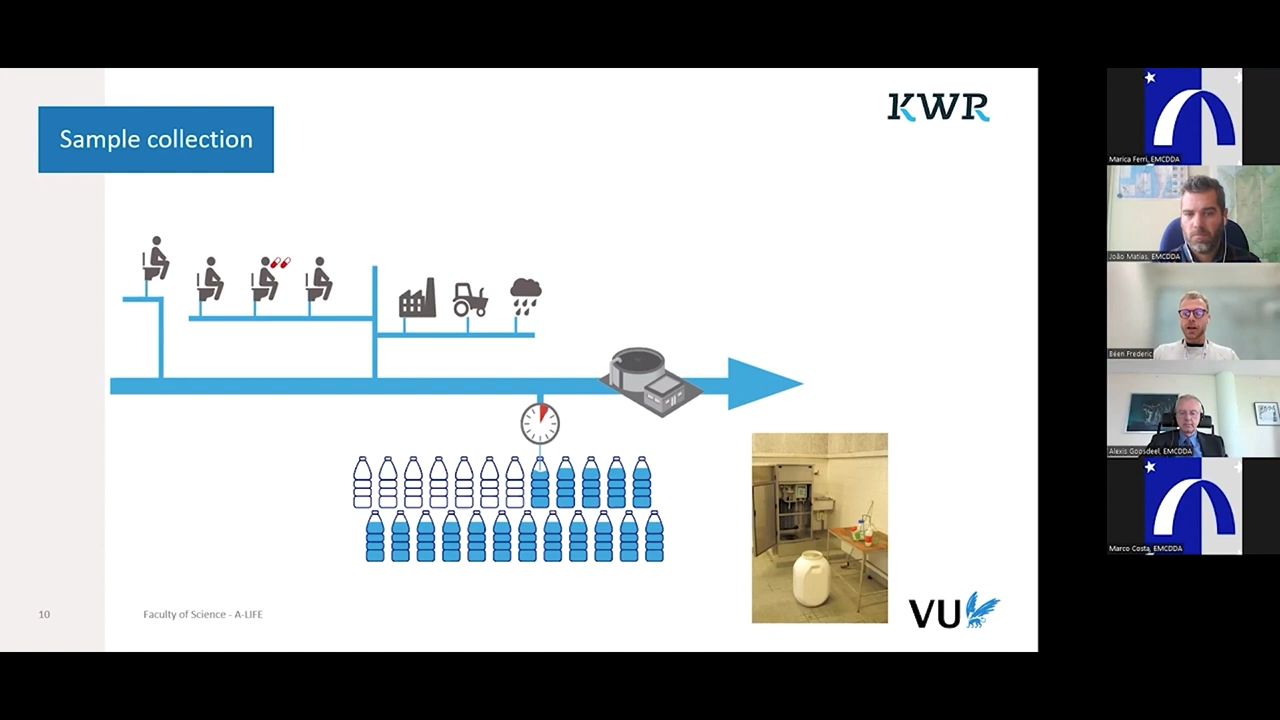 Sample collection
KWR
10
Faculty of Science - A-LIFE
VU
Marica Ferri, EMCDDA
João Matias, EMCDDA
Béen Frederic
Alexis Goosdeel, EMCDDA
Marco Costa, EMCDDA